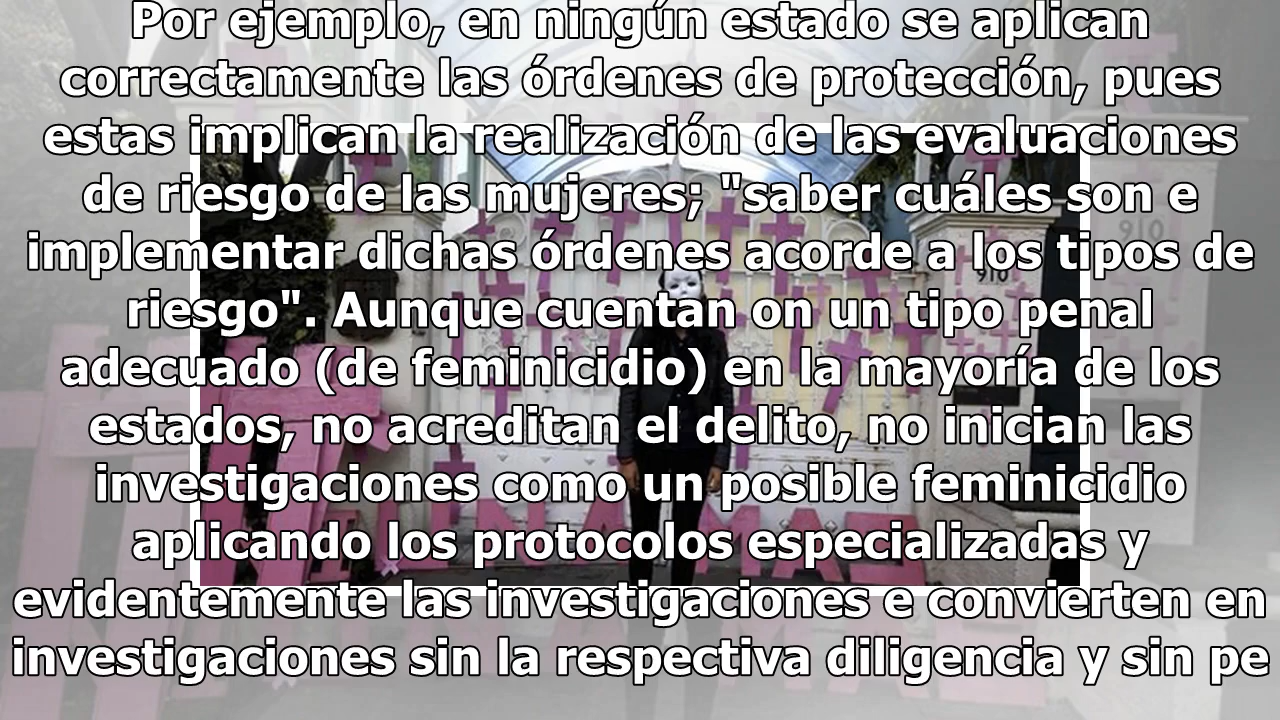 Por ejemplo, en ningún estado se aplican
correctamente las órdenes de protección, pues
estas implican la realización de las evaluaciones
de riesgo de las mujeres; "saber cuáles son e
implementar dichas órdenes acorde a los tipos de
riesgo". Aunque cuentan on un tipo penal
adecuado (de feminicidio) en la mayoría de los
estados, no acreditan el delito, no inician las
investigaciones como un posible feminicidio
aplicando los protocolos especializadas y
evidentemente las investigaciones e convierten en
investigaciones sin la respectiva diligencia y sin pe
910
910